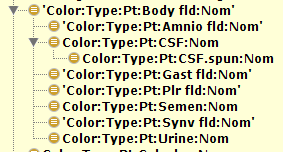 'Color:Type:Pt:Body fld:Nom'
'Color:Type:Pt:Amnio fld:Nom'
Color:Type:Pt:CSF:Nom
Color:Type:Pt:CSF.spun:Nom
'Color:Type:Pt:Gast fld:Nom'
'Color:Type:Pt:Plr fld:Nom'
Color:Type:Pt:Semen:Nom
'Color:Type:Pt:Synv fld:Nom'
Color:Type:Pt:Urine:Nom